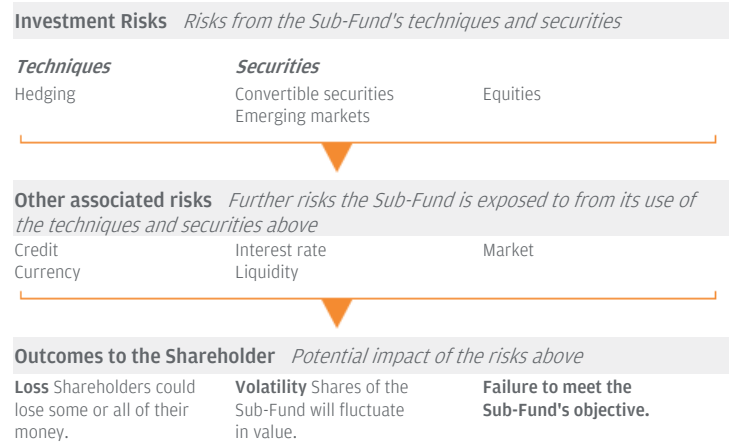 Investment Risks Risks from the Sub-Fund's techniques and securities
Techniques Securities
Hedging Convertible securities Equities
Emerging markets
Other associated risks Further risks the Sub-Fund is exposed to from its use of
the techniques and securities above
Credit Interest rate Market
Currency Liquidity
Outcomes to the Shareholder Potential impact of the risks above
Loss Shareholders could
lose some or all of their
money.
Volatility Shares of the
Sub-Fund will fluctuate
in value.
Failure to meet the
Sub-Fund's objective.